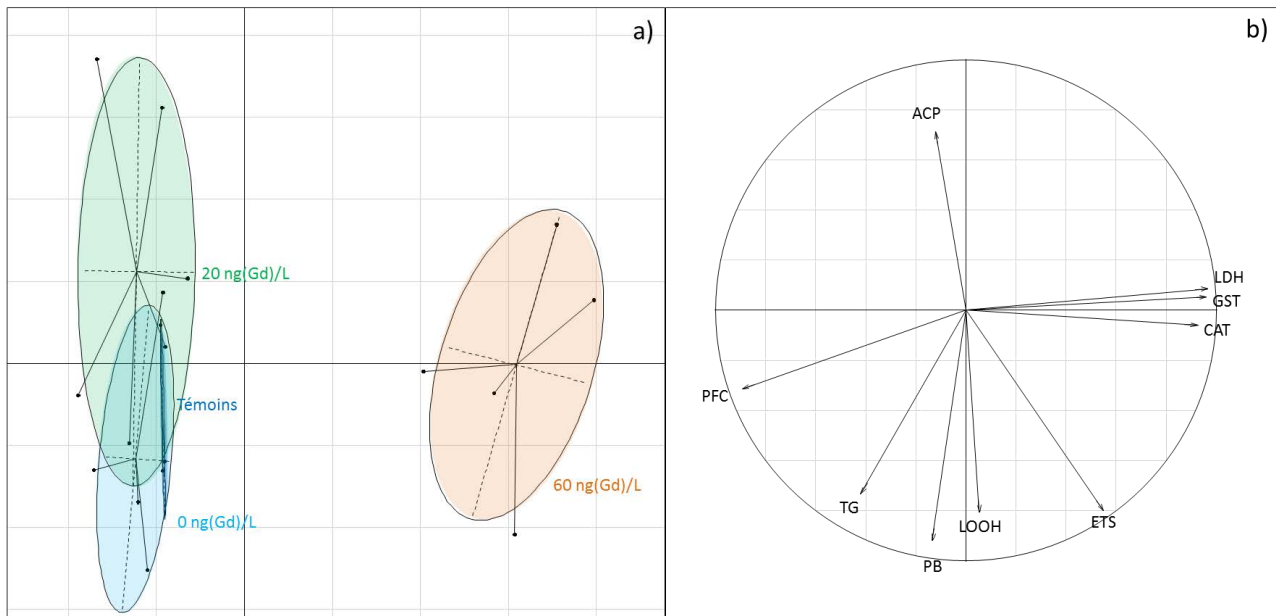 a)
20 ng(Gd)/L
Témoins
60 ng(Gd)/L
0 ng(Gd)/L
b)
ACP
LDH
GST
CAT
PFC
TG
LOOH
ETS
PB